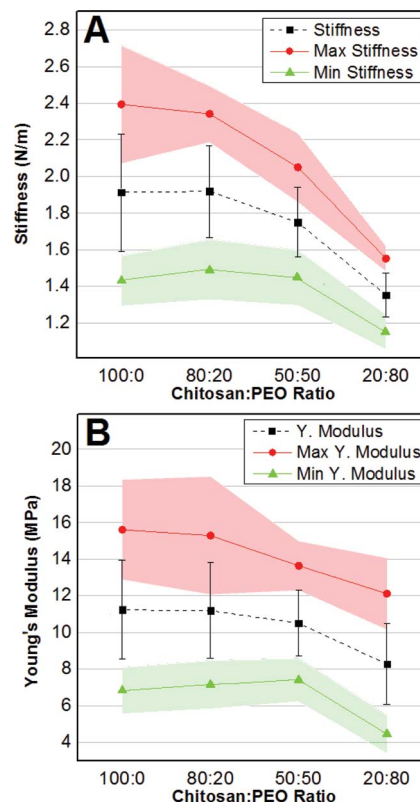 A
Stiffness
Max Stiffness
Min Stiffness
Stiffness (N/m)
2.8
2.6
2.4
2.2
2.0
1.8
1.6
1.4
1.2
100:0 80:20 50:50 20:80
Chitosan:PEO Ratio
B
Y. Modulus
Max Y. Modulus
Min Y. Modulus
Young's Modulus (MPa)
20
18
16
14
12
10
8
6
4
100:0 80:20 50:50 20:80
Chitosan:PEO Ratio